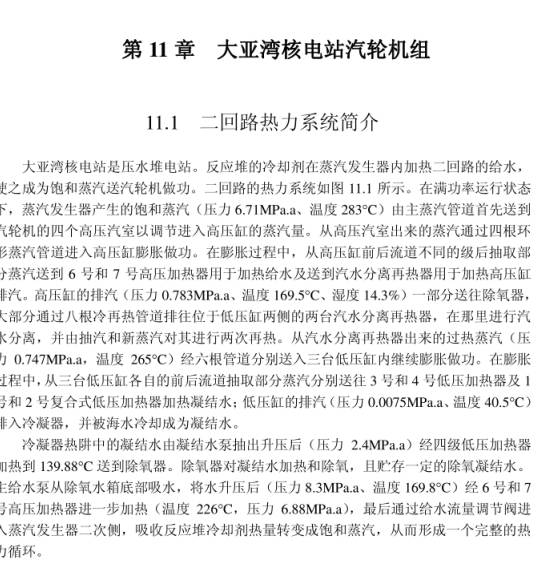 第 11 章 大亚湾核电站汽轮机组
11.1 二回路热力系统简介
大亚湾核电站是压水堆电站。反应堆的冷却剂在蒸汽发生器内加热二回路的给水,
使之成为饱和蒸汽送汽轮机做功。二回路的热力系统如图 11.1 所示。在满功率运行状态
下，蒸汽发生器产生的饱和蒸汽（压力 6.71MPa.a、温度 283°C）由主蒸汽管道首先送到
汽轮机的四个高压汽室以调节进入高压缸的蒸汽量。从高压汽室出来的蒸汽通过四根环
形蒸汽管道进入高压缸膨胀做功。在膨胀过程中，从高压缸前后流道不同的级后抽取部
分蒸汽送到 6 号和 7 号高压加热器用于加热给水及送到汽水分离再热器用于加热高压缸
排汽。高压缸的排汽（压力 0.783MPa.a、温度 169.5°C、湿度 14.3%）一部分送往除氧器，
大部分通过八根冷再热管道排往位于低压缸两侧的两台汽水分离再热器，在那里进行汽
水分离，并由抽汽和新蒸汽对其进行两次再热。从汽水分离再热器出来的过热蒸汽（压
力 0.747MPa.a，温度 265°C）经六根管道分别送入三台低压缸内继续膨胀做功。在膨胀
过程中，从三台低压缸各自的前后流道抽取部分蒸汽分别送往 3 号和 4 号低压加热器及 1
号和 2 号复合式低压加热器加热凝结水；低压缸的排汽（压力 0.0075MPa.a、温度 40.5°C）
排入冷凝器，并被海水冷却成为凝结水。
冷凝器热阱中的凝结水由凝结水泵抽出升压后（压力 2.4MPa.a）经四级低压加热器
加热到 139.88°C 送到除氧器。除氧器对凝结水加热和除氧，且贮存一定的除氧凝结水。
主给水泵从除氧水箱底部吸水，将水升压后（压力 8.3MPa.a、温度 169.8°C）经 6 号和 7
号高压加热器进一步加热（温度 226°C，压力 6.88MPa.a），最后通过给水流量调节阀进
入蒸汽发生器二次侧，吸收反应堆冷却剂热量转变成饱和蒸汽，从而形成一个完整的热
力循环。